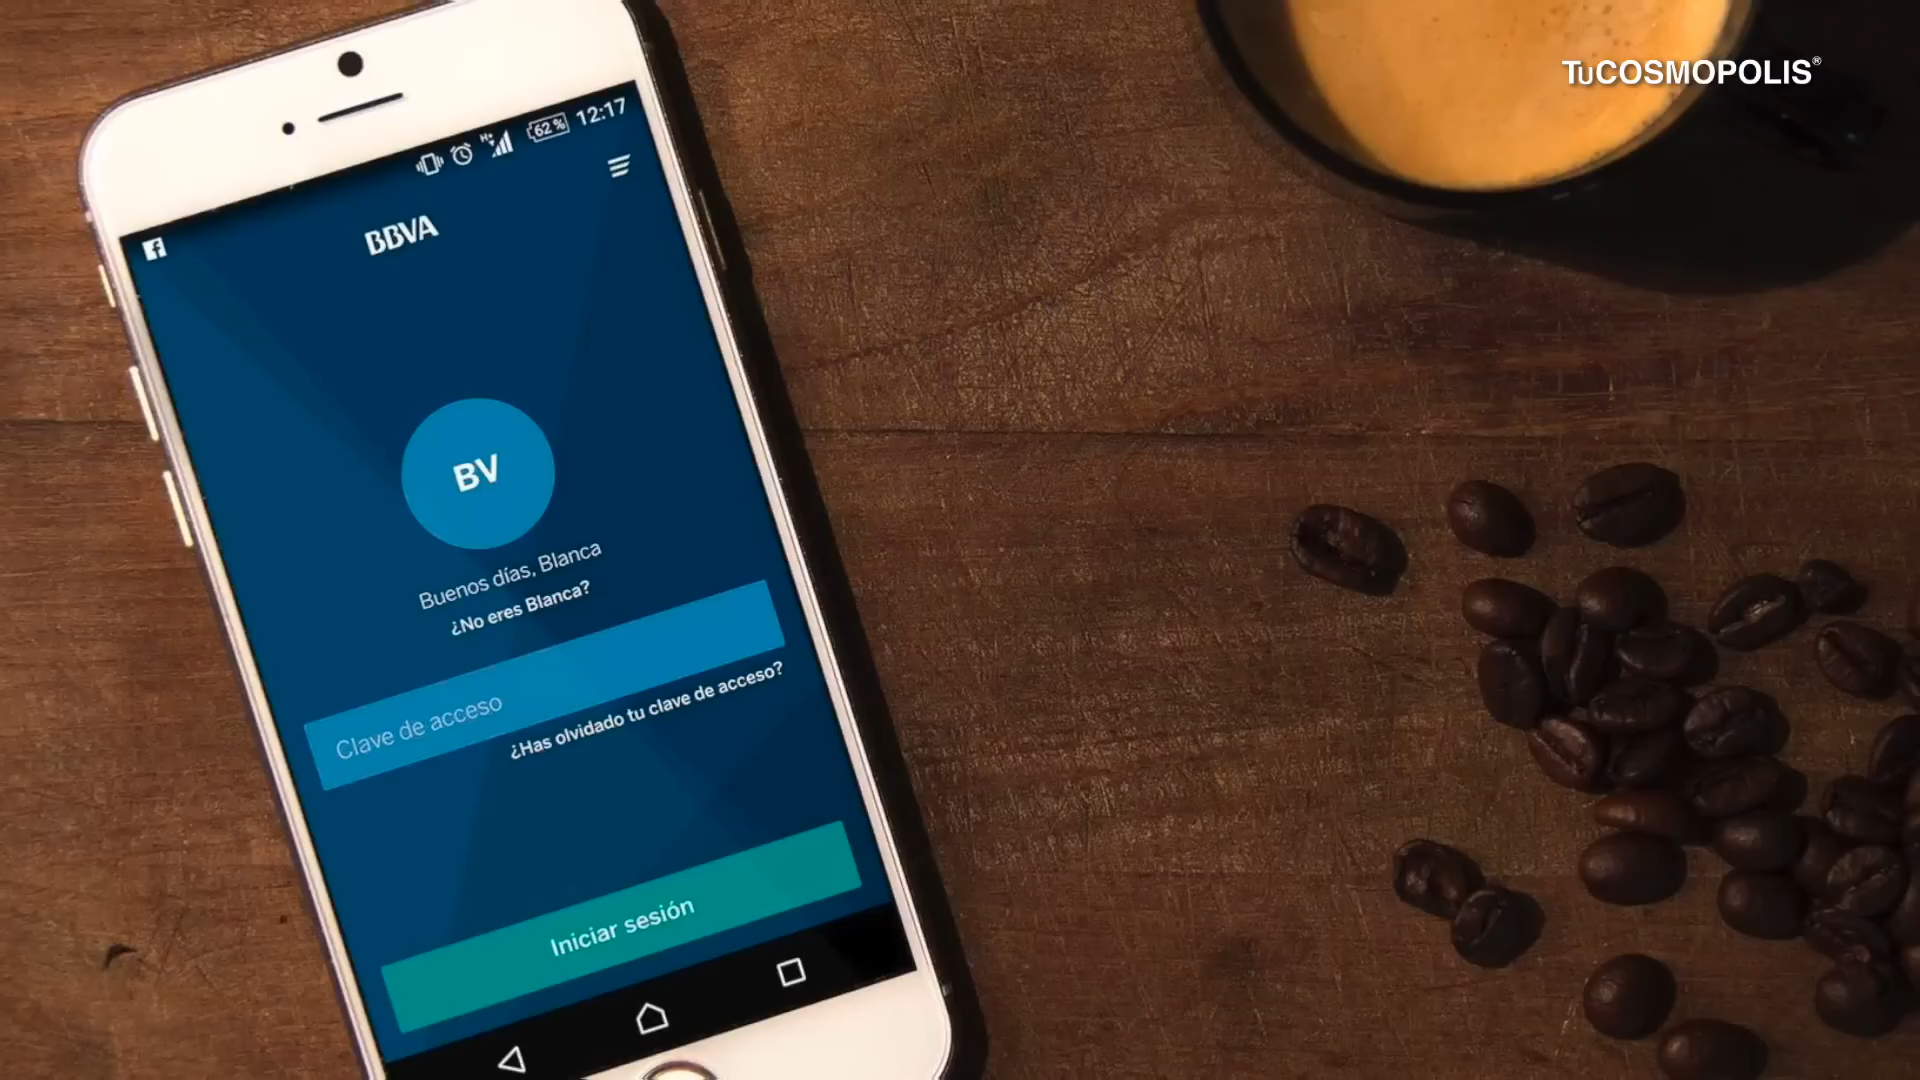 TuCOSMOPOLIS®
H+ 62% 12:17
BBVA
BV
Buenos días, Blanca
¿No eres Blanca?
Clave de acceso
¿Has olvidado tu clave de acceso?
Iniciar sesión